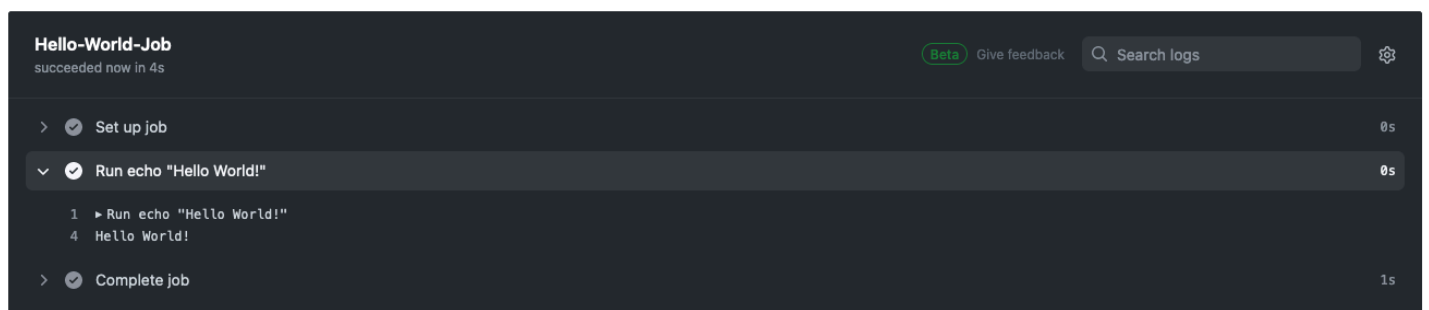 Hello-World-Job
succeeded now in 4s
Beta Give feedback Search logs
Set up job 0s
Run echo "Hello World!" 0s
1 ▸ Run echo "Hello World!"
4 Hello World!
Complete job 1s